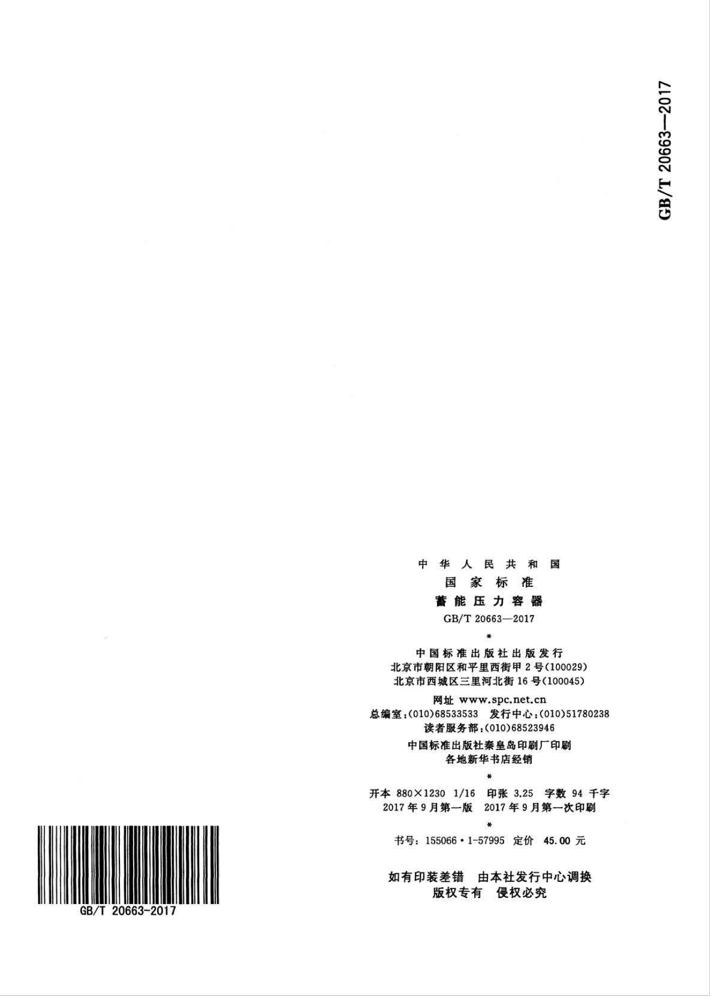 GB/T 20663—2017
中华人民共和国
国家标准
蓄能压力容器
GB/T 20663—2017
*
中国标准出版社出版发行
北京市朝阳区和平里西街甲2号(100029)
北京市西城区三里河北街16号(100045)
网址 www.spc.net.cn
总编室:(010)68533533 发行中心:(010)51780238
读者服务部:(010)68523946
中国标准出版社秦皇岛印刷厂印刷
各地新华书店经销
*
开本 880×1230 1/16 印张 3.25 字数 94 千字
2017年9月第一版 2017年9月第一次印刷
*
书号: 155066·1-57995 定价 45.00 元
如有印装差错 由本社发行中心调换
版权专有 侵权必究
GB/T 20663-2017